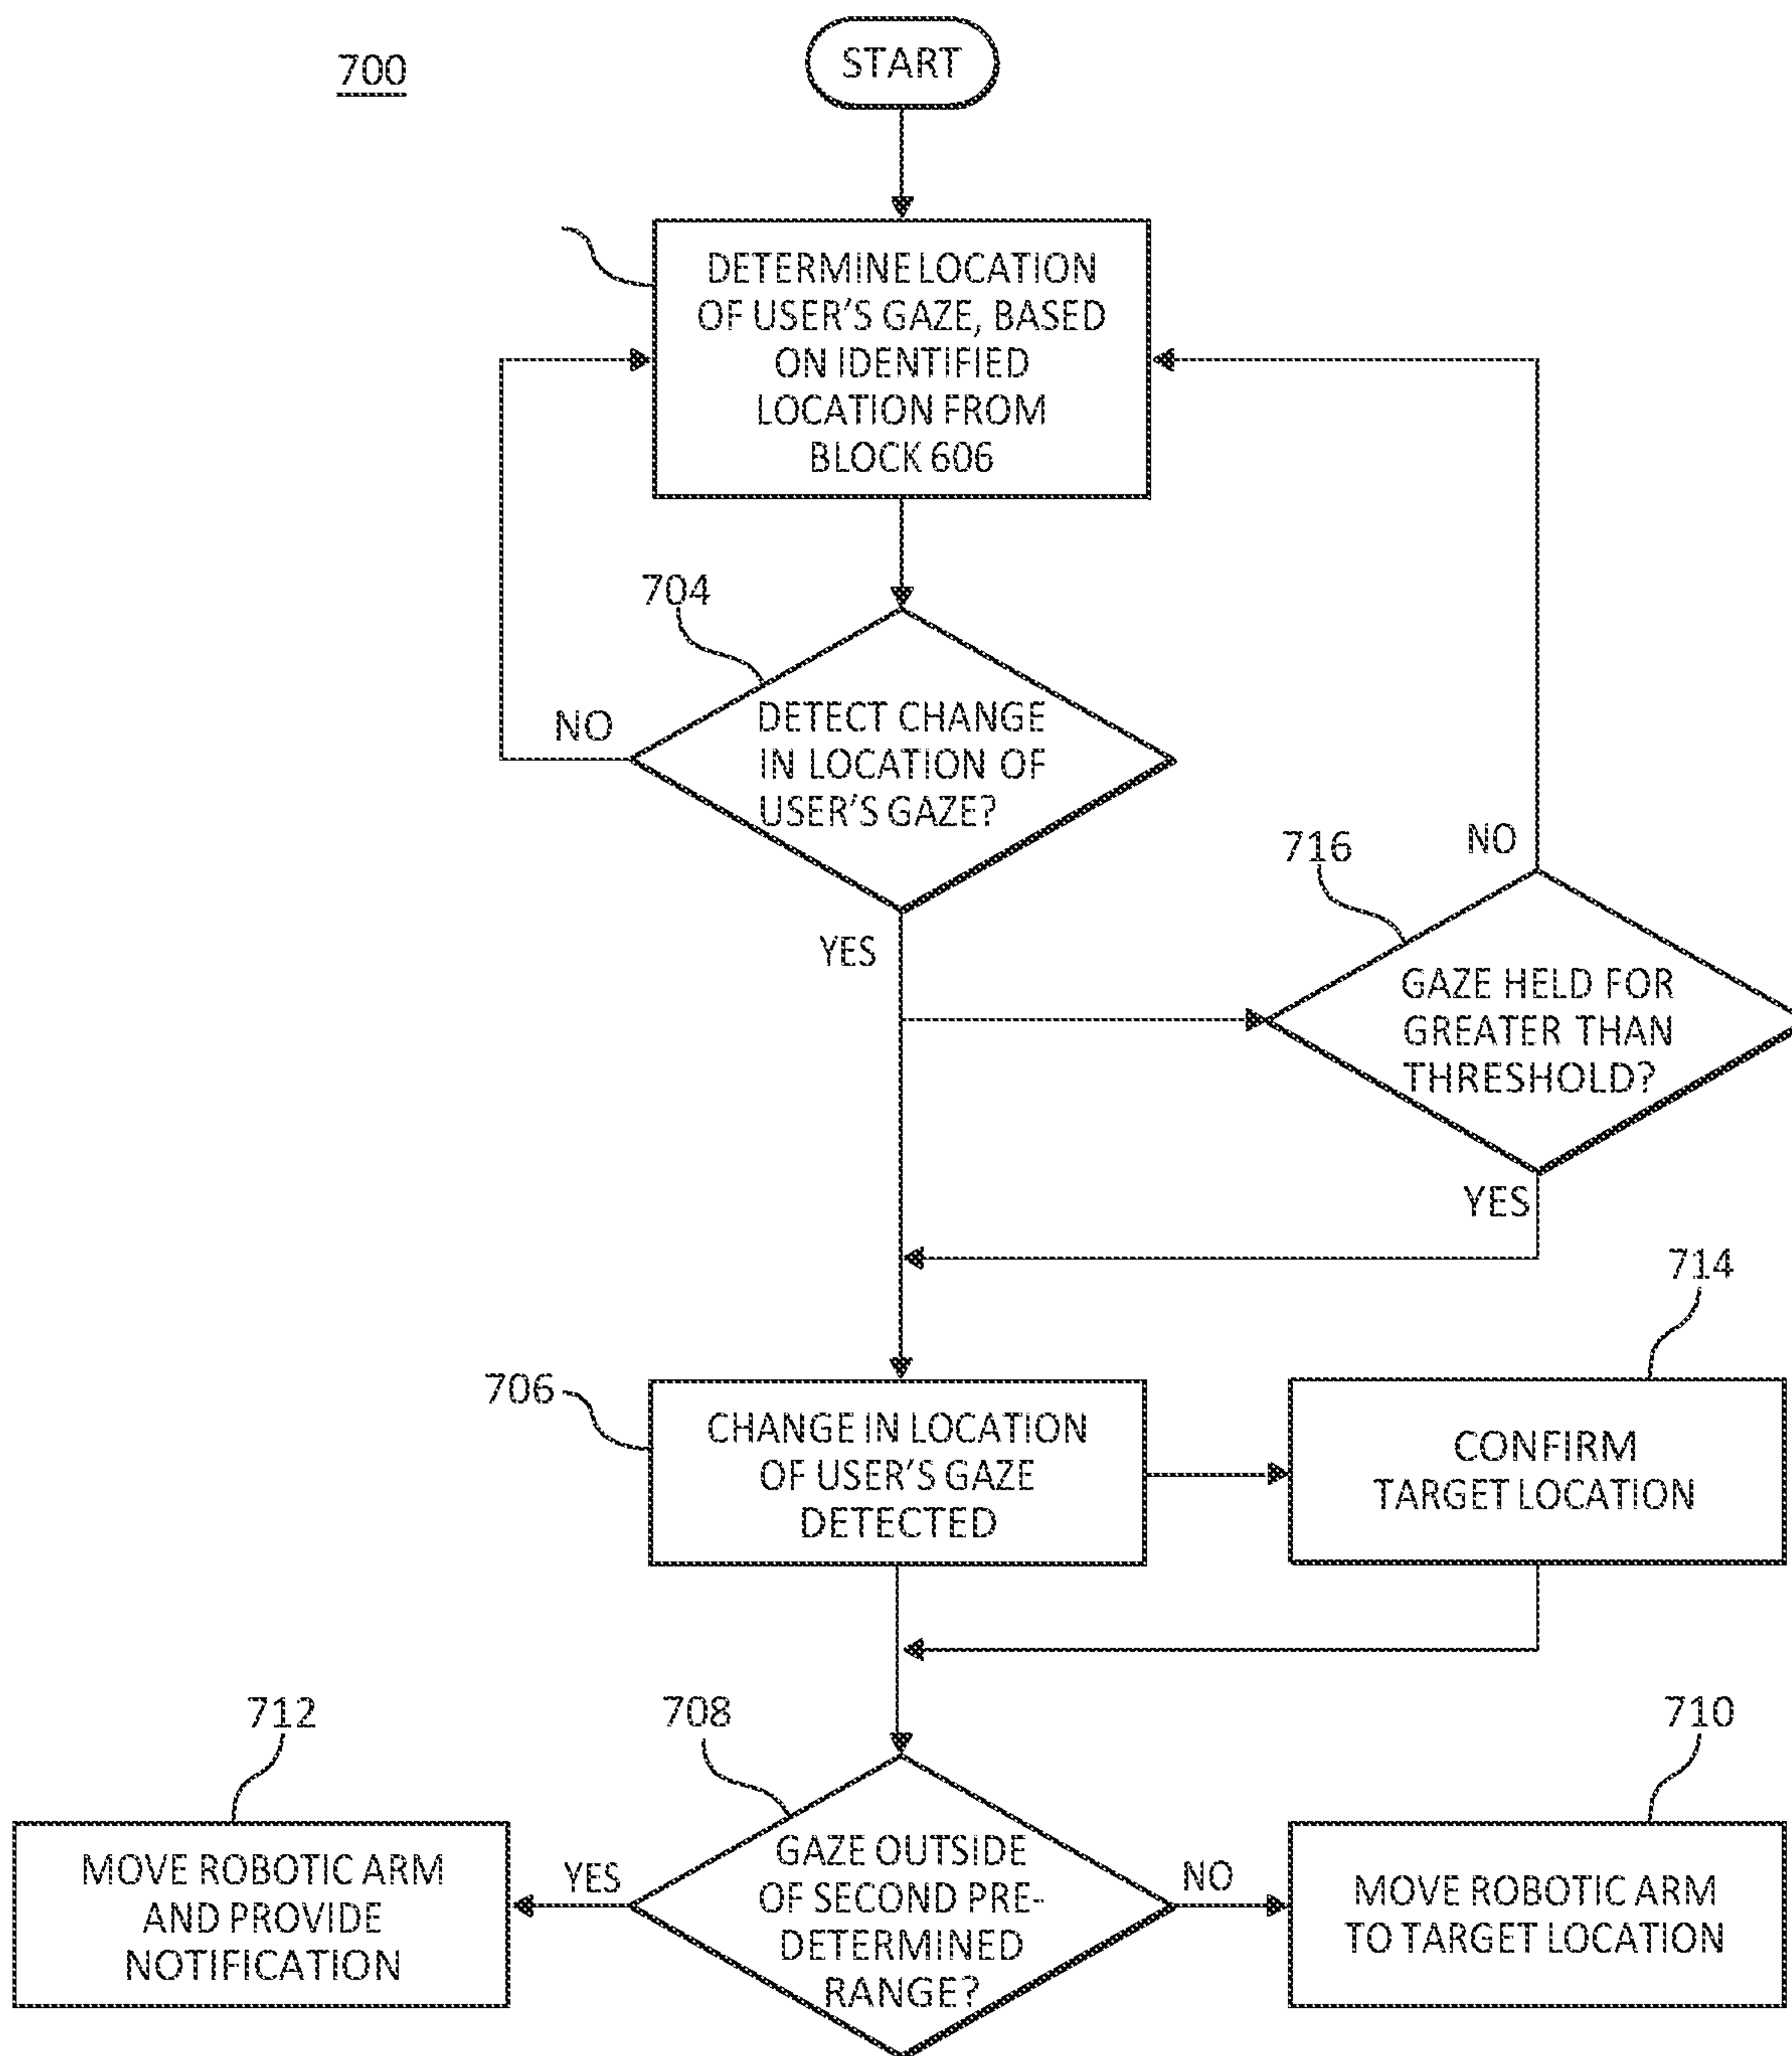 700
START
DETERMINE LOCATION
OF USER'S GAZE, BASED
ON IDENTIFIED
LOCATION FROM
BLOCK 606
704
DETECT CHANGE
IN LOCATION OF
USER'S GAZE?
NO
YES
716
NO
GAZE HELD FOR
GREATER THAN
THRESHOLD?
YES
706
CHANGE IN LOCATION
OF USER'S GAZE
DETECTED
714
CONFIRM
TARGET LOCATION
712
MOVE ROBOTIC ARM
AND PROVIDE
NOTIFICATION
YES
708
GAZE OUTSIDE
OF SECOND PRE-
DETERMINED
RANGE?
NO
710
MOVE ROBOTIC ARM
TO TARGET LOCATION